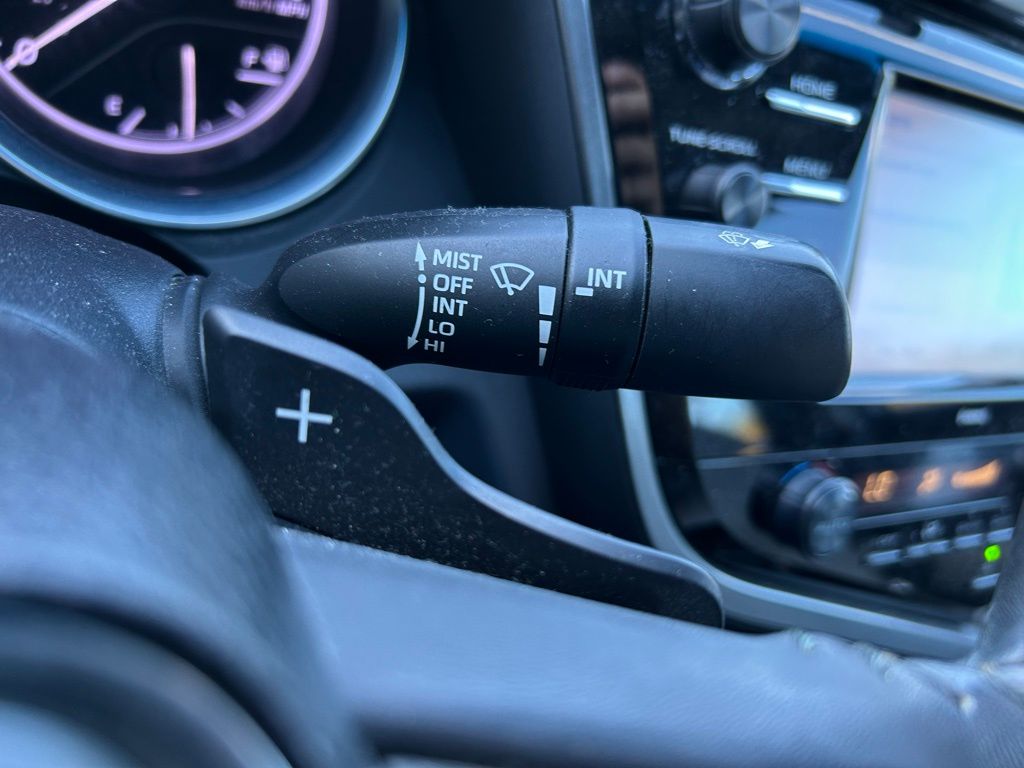 F
E
HOME
TUNE·SCROLL
MENU
MIST
OFF
INT
LO
HI
INT
+